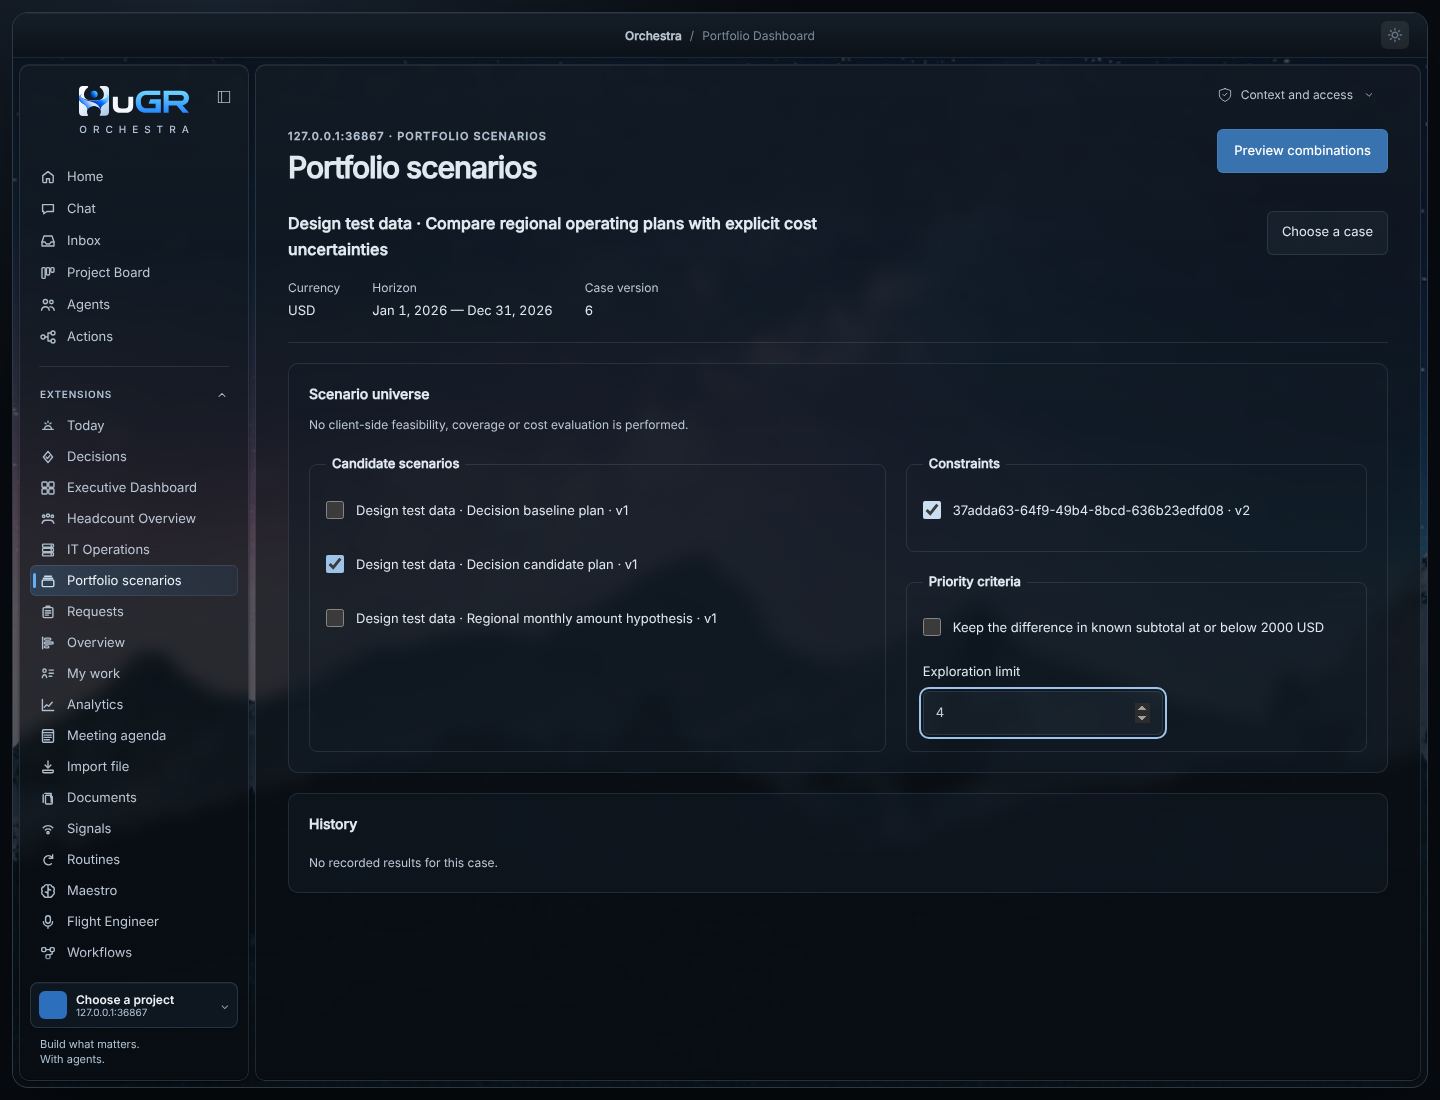 Orchestra / Portfolio Dashboard
HuGR
ORCHESTRA
Home
Chat
Inbox
Project Board
Agents
Actions
EXTENSIONS
Today
Decisions
Executive Dashboard
Headcount Overview
IT Operations
Portfolio scenarios
Requests
Overview
My work
Analytics
Meeting agenda
Import file
Documents
Signals
Routines
Maestro
Flight Engineer
Workflows
Choose a project
127.0.0.1:36867
Build what matters.
With agents.
Context and access
127.0.0.1:36867 · PORTFOLIO SCENARIOS
Portfolio scenarios
Preview combinations
Design test data · Compare regional operating plans with explicit cost
uncertainties
Choose a case
Currency Horizon Case version
USD Jan 1, 2026 — Dec 31, 2026 6
Scenario universe
No client-side feasibility, coverage or cost evaluation is performed.
Candidate scenarios
Design test data · Decision baseline plan · v1
Design test data · Decision candidate plan · v1
Design test data · Regional monthly amount hypothesis · v1
Constraints
37adda63-64f9-49b4-8bcd-636b23edfd08 · v2
Priority criteria
Keep the difference in known subtotal at or below 2000 USD
Exploration limit
4
History
No recorded results for this case.